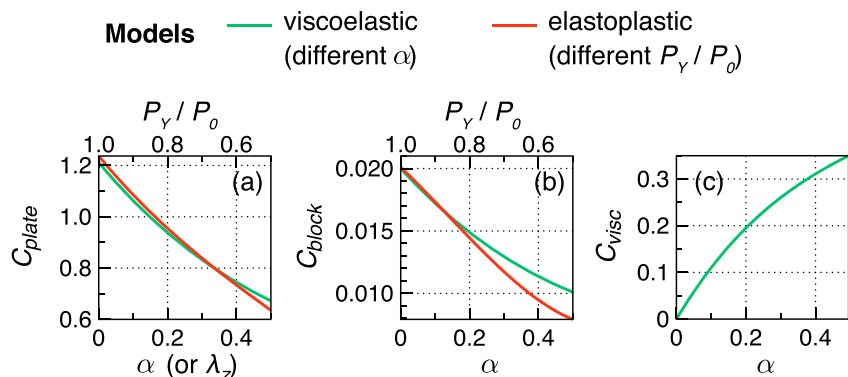 Models
viscoelastic
(different α)
elastoplastic
(different P_Y / P_0)
P_Y / P_0
1.0 0.8 0.6
(a)
C_plate
1.2
1.0
0.8
0.6
0 0.2 0.4
α (or λ_z)
P_Y / P_0
1.0 0.8 0.6
(b)
C_block
0.020
0.015
0.010
0 0.2 0.4
α
(c)
C_visc
0.3
0.2
0.1
0
0 0.2 0.4
α